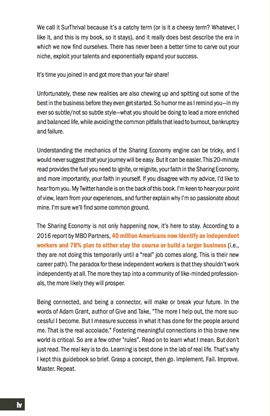 We call it SurThrival because it's a catchy term (or is it a cheesy term? Whatever, I
like it, and this is my book, so it stays), and it really does best describe the era in
which we now find ourselves. There has never been a better time to carve out your
niche, exploit your talents and exponentially expand your success.
It's time you joined in and got more than your fair share!
Unfortunately, these new realities are also chewing up and spitting out some of the
best in the business before they even get started. So humor me as I remind you—in my
ever so subtle/not so subtle style—what you should be doing to lead a more enriched
and balanced life, while avoiding the common pitfalls that lead to burnout, bankruptcy
and failure.
Understanding the mechanics of the Sharing Economy engine can be tricky, and I
would never suggest that your journey will be easy. But it can be easier. This 20-minute
read provides the fuel you need to ignite, or reignite, your faith in the Sharing Economy,
and more importantly, your faith in yourself. If you disagree with my advice, I'd like to
hear from you. My Twitter handle is on the back of this book. I'm keen to hear your point
of view, learn from your experiences, and further explain why I'm so passionate about
mine. I'm sure we'll find some common ground.
The Sharing Economy is not only happening now, it's here to stay. According to a
2016 report by MBO Partners, 40 million Americans now identify as independent
workers and 78% plan to either stay the course or build a larger business (i.e.,
they are not doing this temporarily until a "real" job comes along. This is their new
career path). The paradox for these independent workers is that they shouldn't work
independently at all. The more they tap into a community of like-minded profession-
als, the more likely they will prosper.
Being connected, and being a connector, will make or break your future. In the
words of Adam Grant, author of Give and Take, "The more I help out, the more suc-
cessful I become. But I measure success in what it has done for the people around
me. That is the real accolade." Fostering meaningful connections in this brave new
world is critical. So are a few other "rules". Read on to learn what I mean. But don't
just read. The real key is to do. Learning is best done in the lab of real life. That's why
I kept this guidebook so brief. Grasp a concept, then go. Implement. Fail. Improve.
Master. Repeat.
iv